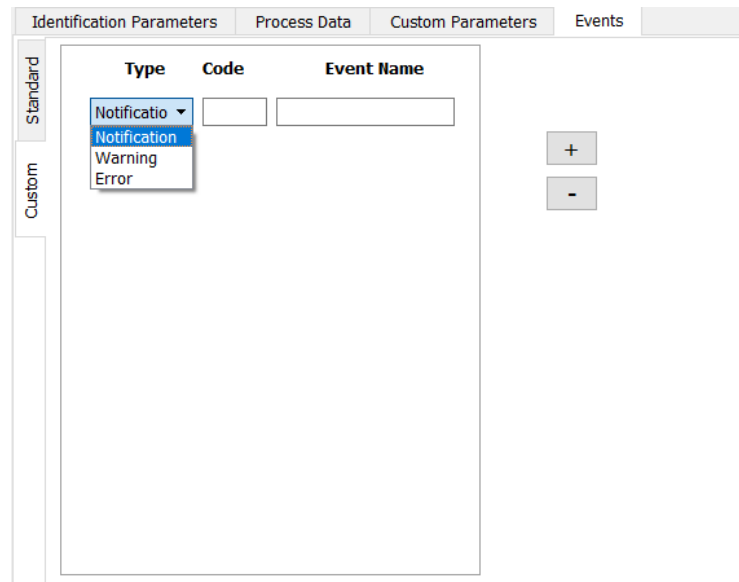 Identification Parameters Process Data Custom Parameters Events
Standard
Custom
Type Code Event Name
Notificatio
Notification
Warning
Error
+
-